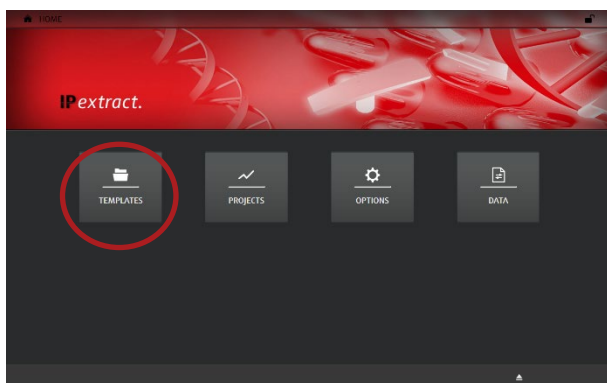 HOME
IPextract.
TEMPLATES
PROJECTS
OPTIONS
DATA